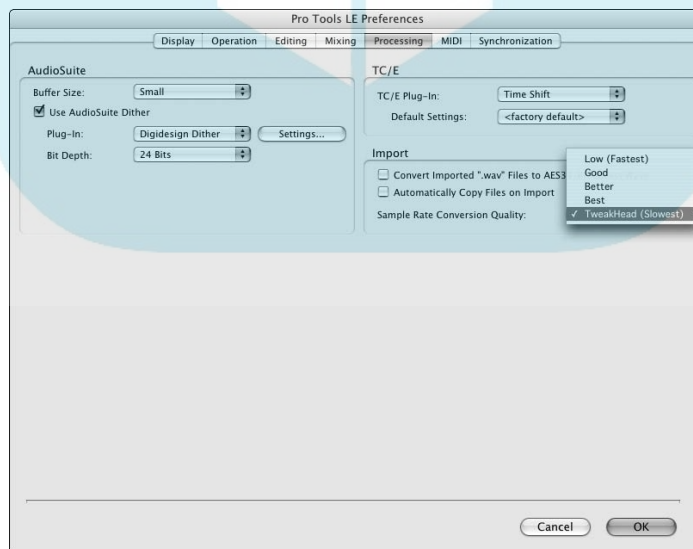 Pro Tools LE Preferences
Display Operation Editing Mixing Processing MIDI Synchronization
AudioSuite
Buffer Size: Small
Use AudioSuite Dither
Plug-In: Digidesign Dither Settings...
Bit Depth: 24 Bits
TC/E
TC/E Plug-In: Time Shift
Default Settings: <factory default>
Import
Convert Imported ".wav" Files to AES3
Automatically Copy Files on Import
Sample Rate Conversion Quality:
Low (Fastest)
Good
Better
Best
✓ TweakHead (Slowest)
Cancel OK